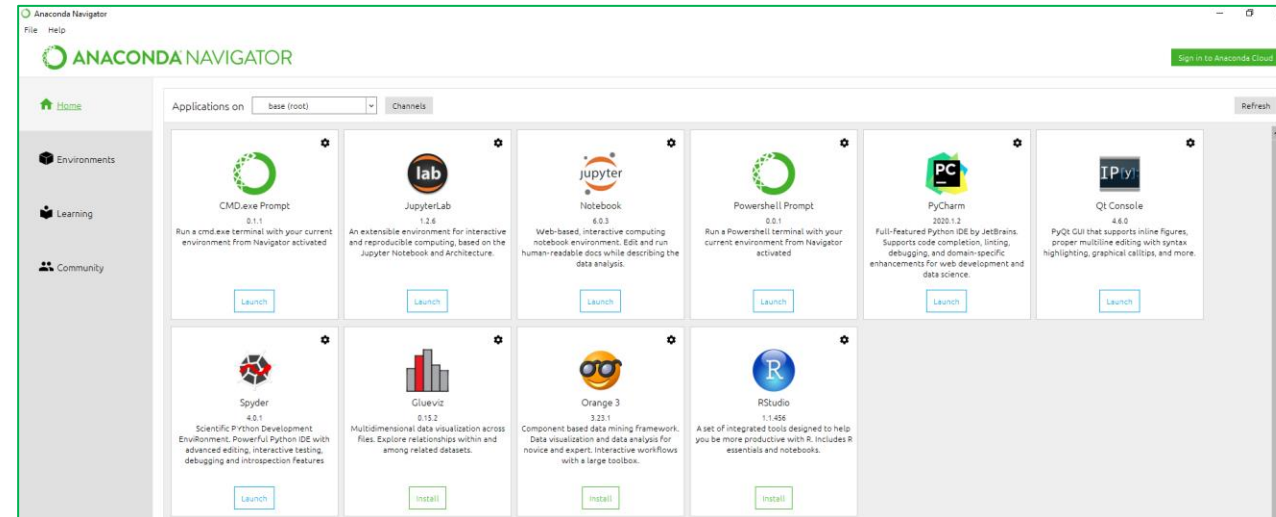 Anaconda Navigator
File Help
ANACONDA NAVIGATOR
Sign in to Anaconda Cloud
Home
Applications on base (root) Channels
Refresh
Environments
Learning
Community
lab
jupyter
PC
IP[y]:
CMD.exe Prompt
0.1.1
Run a cmd.exe terminal with your current
environment from Navigator activated
Launch
JupyterLab
1.2.6
An extensible environment for interactive
and reproducible computing, based on the
Jupyter Notebook and Architecture.
Launch
Notebook
6.0.3
Web-based, interactive computing
notebook environment. Edit and run
human-readable docs while describing the
data analysis.
Launch
Powershell Prompt
0.0.1
Run a Powershell terminal with your
current environment from Navigator
activated
Launch
PyCharm
2020.1.2
Full-featured Python IDE by JetBrains.
Supports code completion, linting,
debugging, and domain-specific
enhancements for web development and
data science.
Launch
Qt Console
4.6.0
PyQt GUI that supports inline figures,
proper multiline editing with syntax
highlighting, graphical calltips, and more.
Launch
Spyder
4.0.1
Scientific PYthon Development
EnviRonment. Powerful Python IDE with
advanced editing, interactive testing,
debugging and introspection features
Launch
Glueviz
0.15.2
Multidimensional data visualization across
files. Explore relationships within and
among related datasets.
Install
Orange 3
3.23.1
Component based data mining framework.
Data visualization and data analysis for
novice and expert. Interactive workflows
with a large toolbox.
Install
R
RStudio
1.1.456
A set of integrated tools designed to help
you be more productive with R. Includes R
essentials and notebooks.
Install